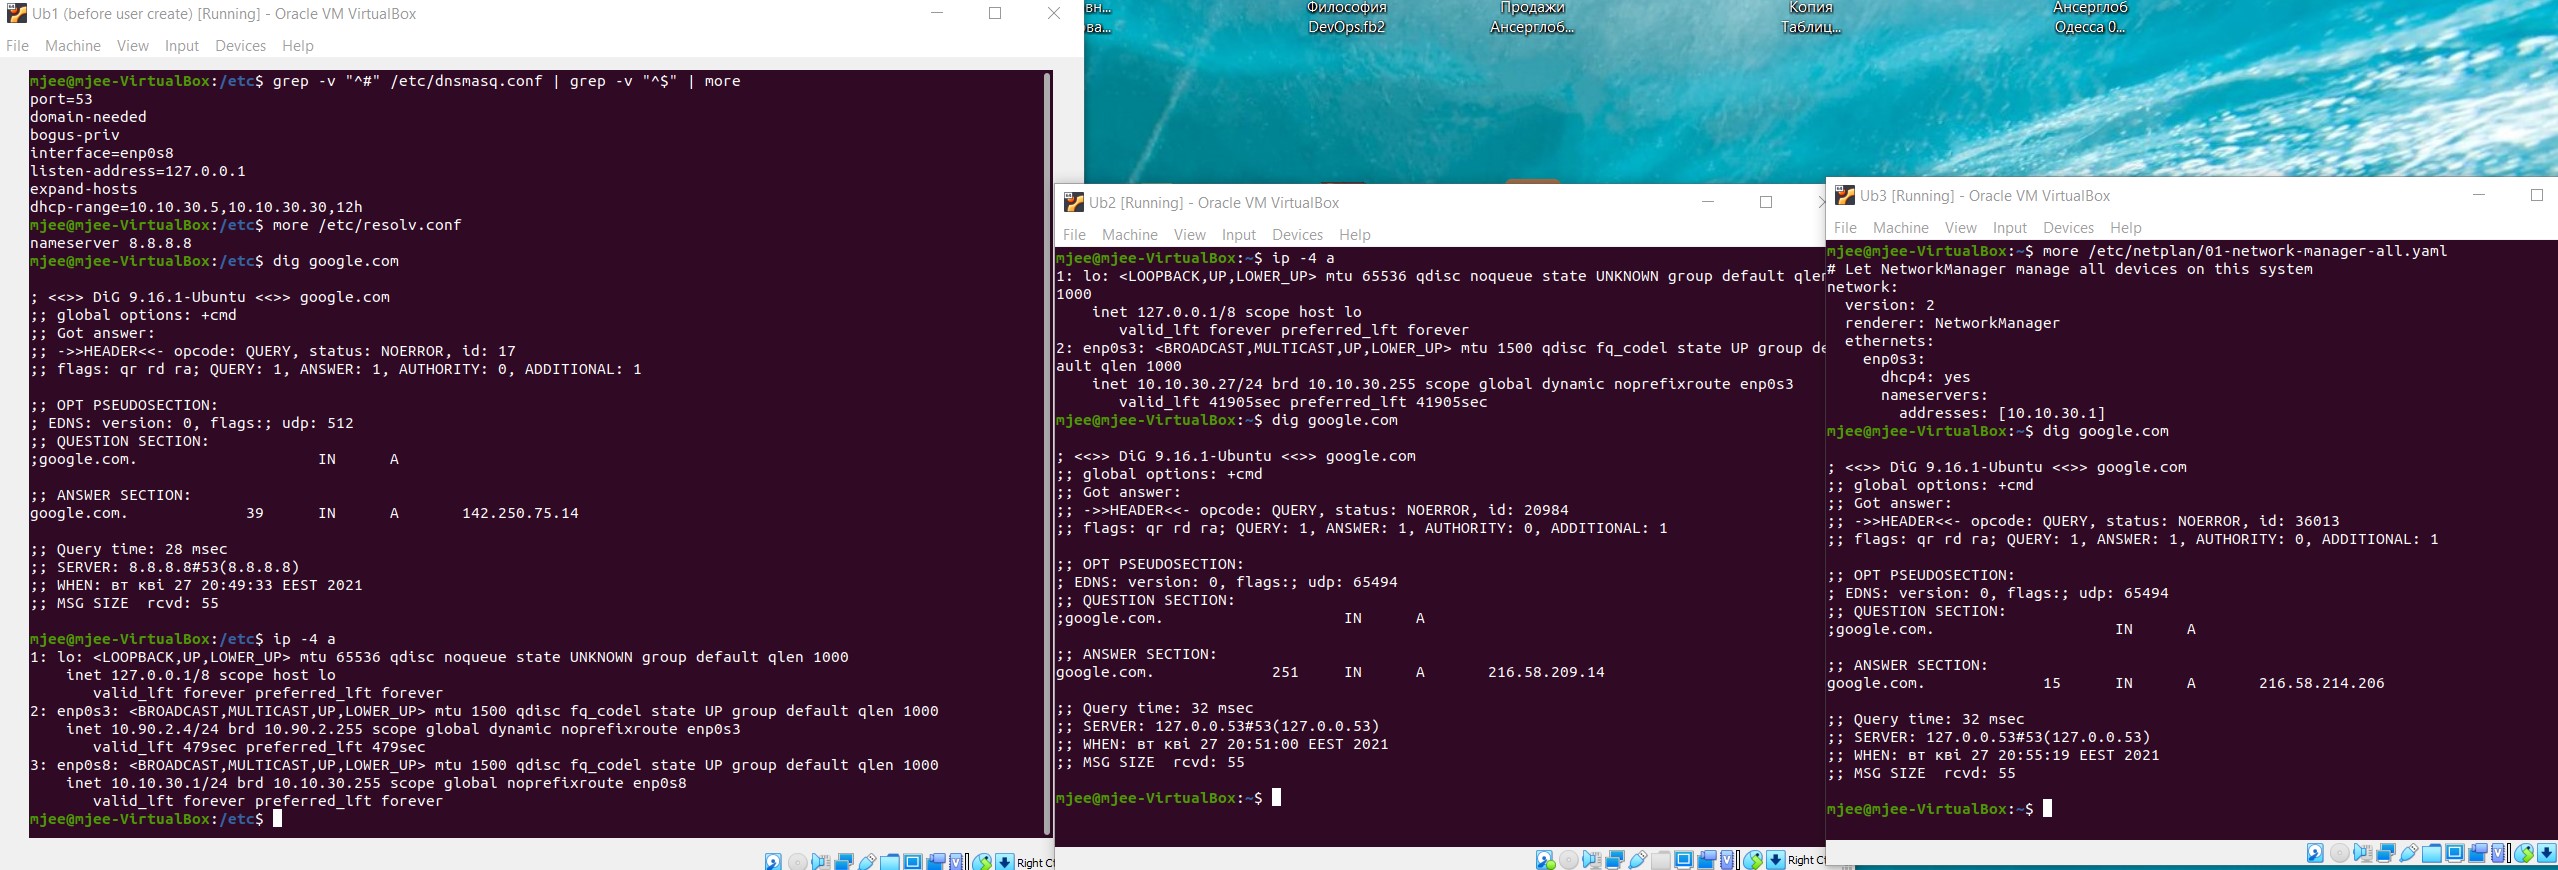 Ub1 (before user create) [Running] - Oracle VM VirtualBox
File Machine View Input Devices Help
mjee@mjee-VirtualBox:/etc$ grep -v "^#" /etc/dnsmasq.conf | grep -v "^$" | more
port=53
domain-needed
bogus-priv
interface=enp0s8
listen-address=127.0.0.1
expand-hosts
dhcp-range=10.10.30.5,10.10.30.30,12h
mjee@mjee-VirtualBox:/etc$ more /etc/resolv.conf
nameserver 8.8.8.8
mjee@mjee-VirtualBox:/etc$ dig google.com
; <<>> DiG 9.16.1-Ubuntu <<>> google.com
;; global options: +cmd
;; Got answer:
;; ->>HEADER<<- opcode: QUERY, status: NOERROR, id: 17
;; flags: qr rd ra; QUERY: 1, ANSWER: 1, AUTHORITY: 0, ADDITIONAL: 1
;; OPT PSEUDOSECTION:
; EDNS: version: 0, flags:; udp: 512
;; QUESTION SECTION:
;google.com. IN A
;; ANSWER SECTION:
google.com. 39 IN A 142.250.75.14
;; Query time: 28 msec
;; SERVER: 8.8.8.8#53(8.8.8.8)
;; WHEN: вт кві 27 20:49:33 EEST 2021
;; MSG SIZE rcvd: 55
mjee@mjee-VirtualBox:/etc$ ip -4 a
1: lo: <LOOPBACK,UP,LOWER_UP> mtu 65536 qdisc noqueue state UNKNOWN group default qlen 1000
inet 127.0.0.1/8 scope host lo
valid_lft forever preferred_lft forever
2: enp0s3: <BROADCAST,MULTICAST,UP,LOWER_UP> mtu 1500 qdisc fq_codel state UP group default qlen 1000
inet 10.90.2.4/24 brd 10.90.2.255 scope global dynamic noprefixroute enp0s3
valid_lft 479sec preferred_lft 479sec
3: enp0s8: <BROADCAST,MULTICAST,UP,LOWER_UP> mtu 1500 qdisc fq_codel state UP group default qlen 1000
inet 10.10.30.1/24 brd 10.10.30.255 scope global noprefixroute enp0s8
valid_lft forever preferred_lft forever
mjee@mjee-VirtualBox:/etc$
Right Ct
вн...
ва...
Философия
DevOps.fb2
Продажи
Ансерглоб...
Копия
Таблиц...
Ансерглоб
Одесса 0...
Ub2 [Running] - Oracle VM VirtualBox
File Machine View Input Devices Help
mjee@mjee-VirtualBox:~$ ip -4 a
1: lo: <LOOPBACK,UP,LOWER_UP> mtu 65536 qdisc noqueue state UNKNOWN group default qlen
1000
inet 127.0.0.1/8 scope host lo
valid_lft forever preferred_lft forever
2: enp0s3: <BROADCAST,MULTICAST,UP,LOWER_UP> mtu 1500 qdisc fq_codel state UP group de
ault qlen 1000
inet 10.10.30.27/24 brd 10.10.30.255 scope global dynamic noprefixroute enp0s3
valid_lft 41905sec preferred_lft 41905sec
mjee@mjee-VirtualBox:~$ dig google.com
; <<>> DiG 9.16.1-Ubuntu <<>> google.com
;; global options: +cmd
;; Got answer:
;; ->>HEADER<<- opcode: QUERY, status: NOERROR, id: 20984
;; flags: qr rd ra; QUERY: 1, ANSWER: 1, AUTHORITY: 0, ADDITIONAL: 1
;; OPT PSEUDOSECTION:
; EDNS: version: 0, flags:; udp: 65494
;; QUESTION SECTION:
;google.com. IN A
;; ANSWER SECTION:
google.com. 251 IN A 216.58.209.14
;; Query time: 32 msec
;; SERVER: 127.0.0.53#53(127.0.0.53)
;; WHEN: вт кві 27 20:51:00 EEST 2021
;; MSG SIZE rcvd: 55
mjee@mjee-VirtualBox:~$
Right Ct
Ub3 [Running] - Oracle VM VirtualBox
File Machine View Input Devices Help
mjee@mjee-VirtualBox:~$ more /etc/netplan/01-network-manager-all.yaml
# Let NetworkManager manage all devices on this system
network:
version: 2
renderer: NetworkManager
ethernets:
enp0s3:
dhcp4: yes
nameservers:
addresses: [10.10.30.1]
mjee@mjee-VirtualBox:~$ dig google.com
; <<>> DiG 9.16.1-Ubuntu <<>> google.com
;; global options: +cmd
;; Got answer:
;; ->>HEADER<<- opcode: QUERY, status: NOERROR, id: 36013
;; flags: qr rd ra; QUERY: 1, ANSWER: 1, AUTHORITY: 0, ADDITIONAL: 1
;; OPT PSEUDOSECTION:
; EDNS: version: 0, flags:; udp: 65494
;; QUESTION SECTION:
;google.com. IN A
;; ANSWER SECTION:
google.com. 15 IN A 216.58.214.206
;; Query time: 32 msec
;; SERVER: 127.0.0.53#53(127.0.0.53)
;; WHEN: вт кві 27 20:55:19 EEST 2021
;; MSG SIZE rcvd: 55
mjee@mjee-VirtualBox:~$